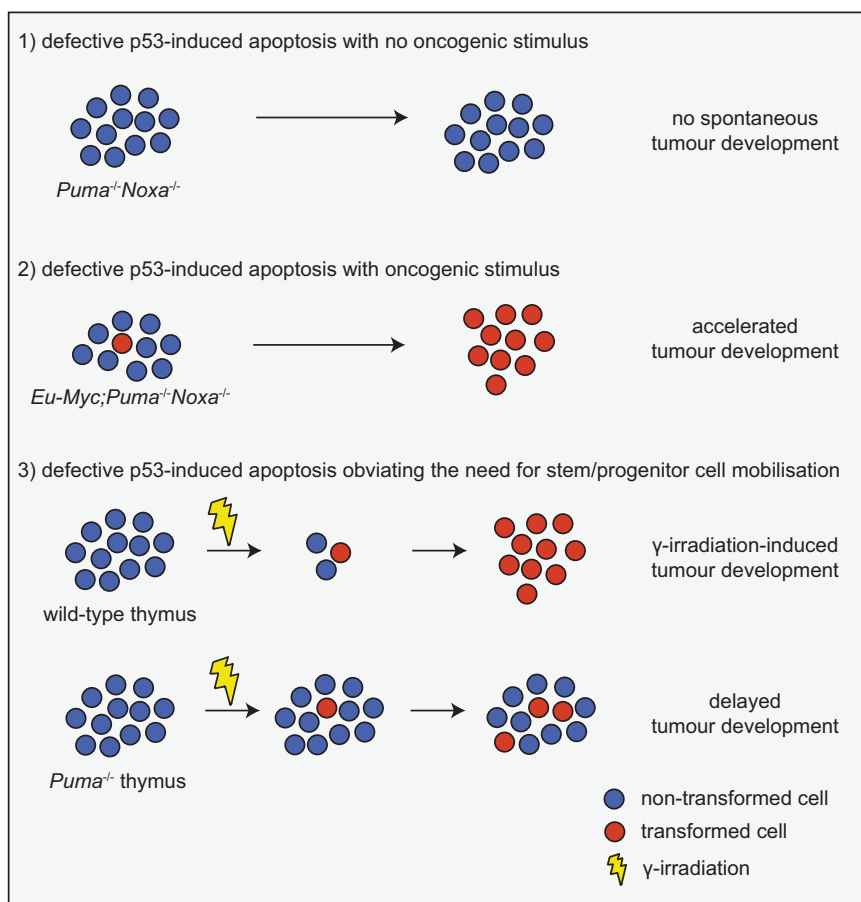 1) defective p53-induced apoptosis with no oncogenic stimulus
no spontaneous
tumour development
Puma-/-Noxa-/-
2) defective p53-induced apoptosis with oncogenic stimulus
accelerated
tumour development
Eu-Myc;Puma-/-Noxa-/-
3) defective p53-induced apoptosis obviating the need for stem/progenitor cell mobilisation
γ-irradiation-induced
tumour development
wild-type thymus
delayed
tumour development
Puma-/- thymus
non-transformed cell
transformed cell
γ-irradiation